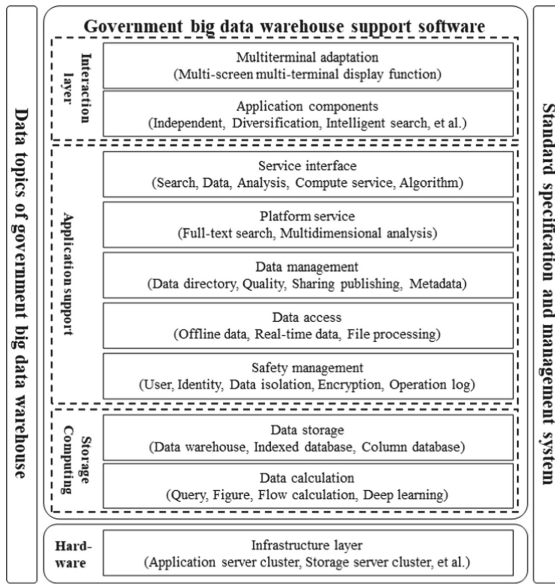 Government big data warehouse support software
Data topics of government big data warehouse
Interaction
layer
Multiterminal adaptation
(Multi-screen multi-terminal display function)
Application components
(Independent, Diversification, Intelligent search, et al.)
Application support
Service interface
(Search, Data, Analysis, Compute service, Algorithm)
Platform service
(Full-text search, Multidimensional analysis)
Data management
(Data directory, Quality, Sharing publishing, Metadata)
Data access
(Offline data, Real-time data, File processing)
Safety management
(User, Identity, Data isolation, Encryption, Operation log)
Storage
Computing
Data storage
(Data warehouse, Indexed database, Column database)
Data calculation
(Query, Figure, Flow calculation, Deep learning)
Hard-
ware
Infrastructure layer
(Application server cluster, Storage server cluster, et al.)
Standard specification and management system